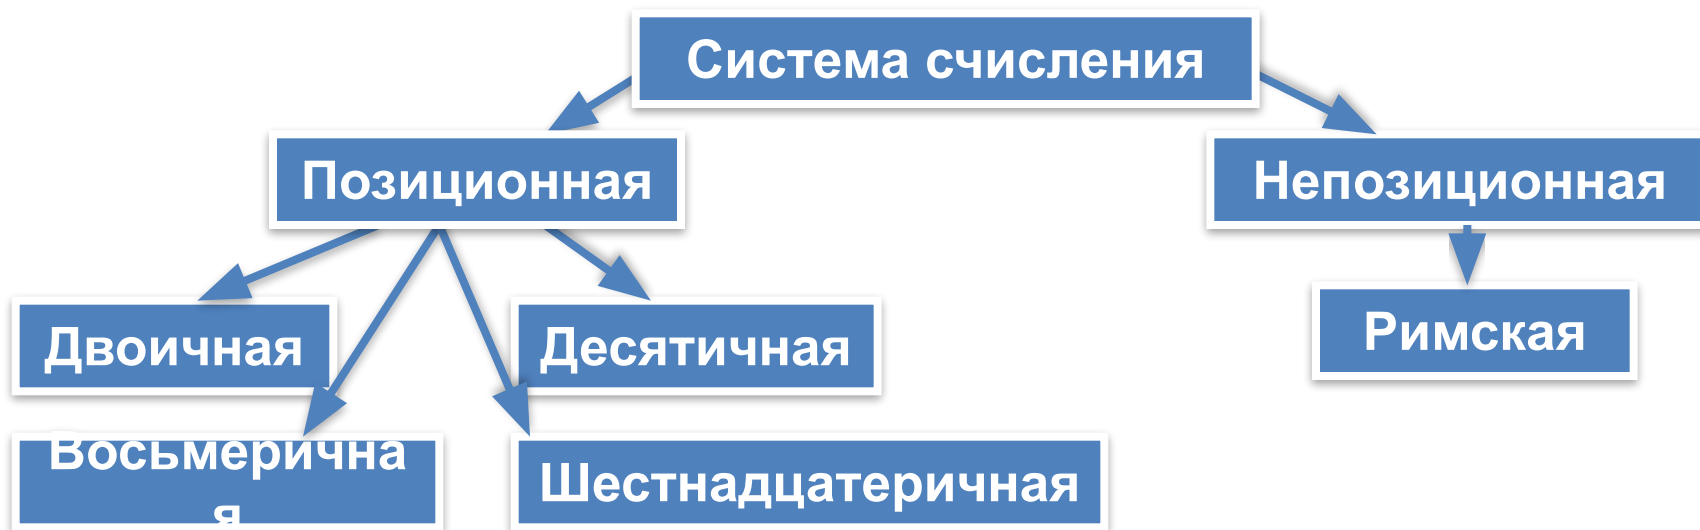 Система счисления
Позиционная
Непозиционная
Двоичная
Десятичная
Римская
Восьмерична
я
Шестнадцатеричная